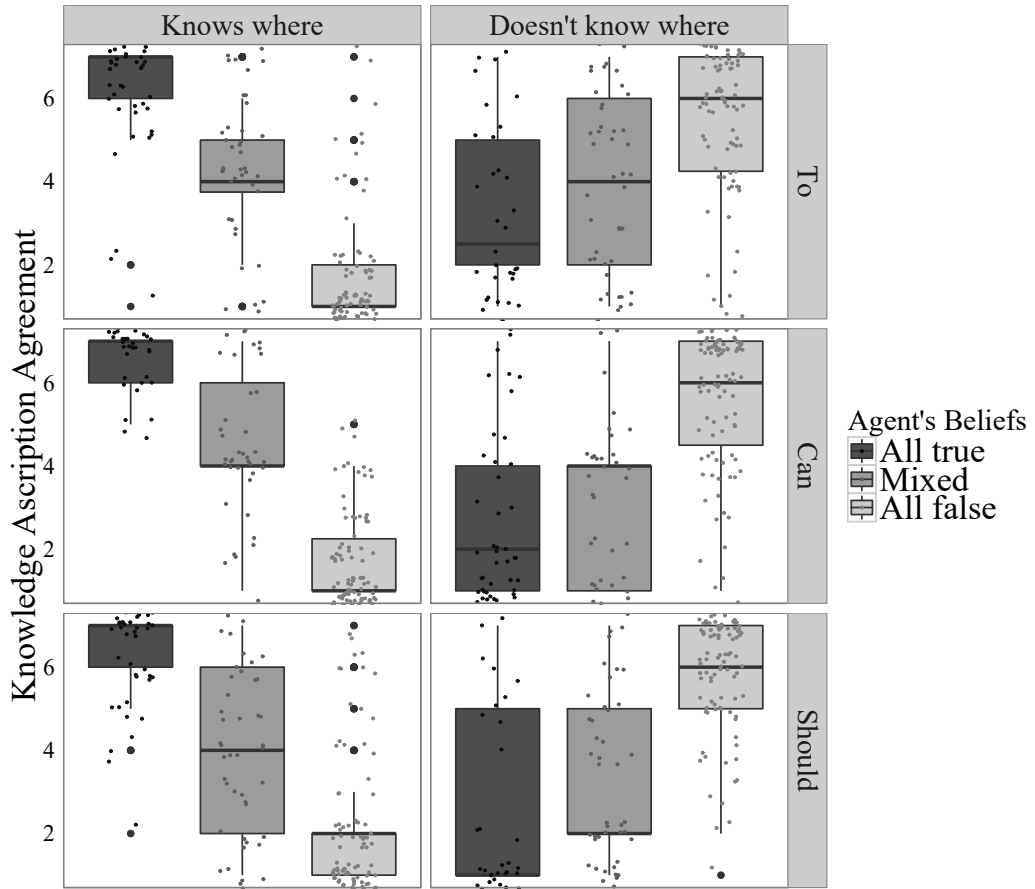 Knows where
Doesn't know where
Knowledge Ascription Agreement
6
4
2
To
6
4
2
Can
6
4
2
Should
Agent's Beliefs
All true
Mixed
All false